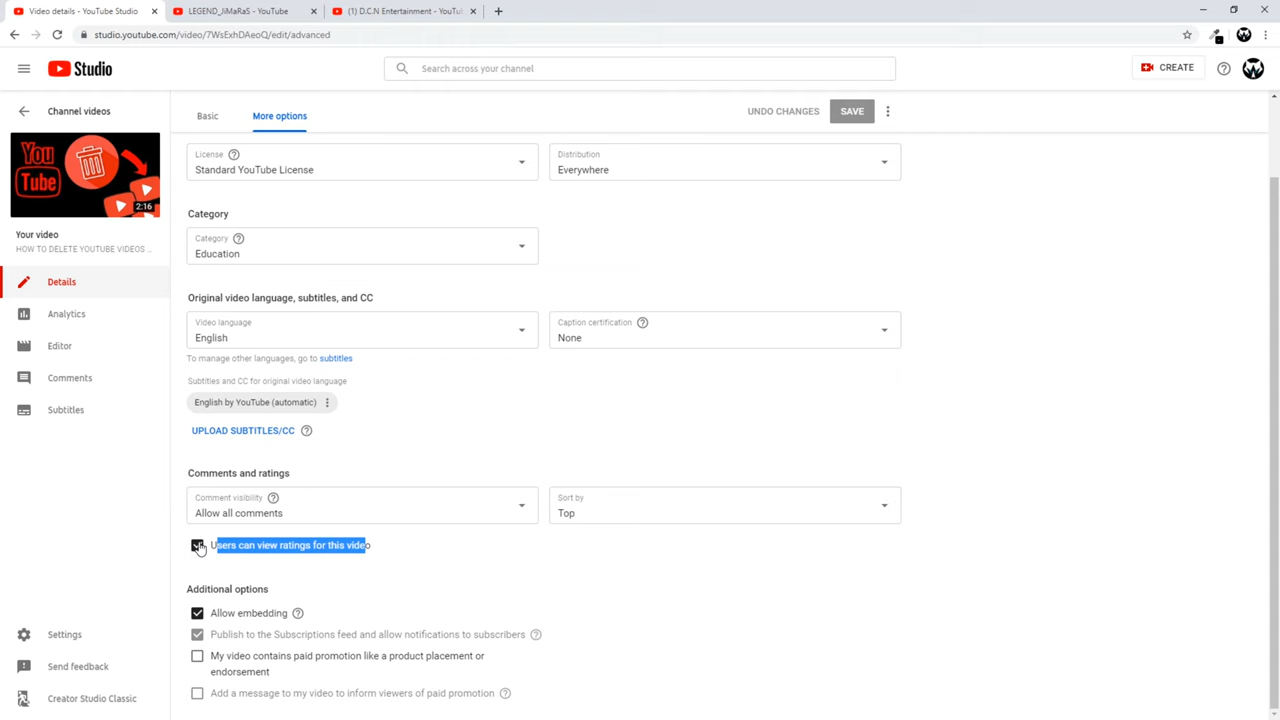 Video details - YouTube Studio
LEGEND_JiMaRaS - YouTube
(1) D.C.N Entertainment - YouTu
studio.youtube.com/video/7WsExhDAeoQ/edit/advanced
Studio
Search across your channel
CREATE
Channel videos
Basic
More options
UNDO CHANGES
SAVE
You
Tube
2:16
License
Standard YouTube License
Distribution
Everywhere
Category
Category
Education
Your video
HOW TO DELETE YOUTUBE VIDEOS ...
Details
Analytics
Editor
Comments
Subtitles
Original video language, subtitles, and CC
Video language
English
Caption certification
None
To manage other languages, go to subtitles
Subtitles and CC for original video language
English by YouTube (automatic)
UPLOAD SUBTITLES/CC
Comments and ratings
Comment visibility
Allow all comments
Sort by
Top
Users can view ratings for this video
Additional options
Allow embedding
Publish to the Subscriptions feed and allow notifications to subscribers
My video contains paid promotion like a product placement or
endorsement
Add a message to my video to inform viewers of paid promotion
Settings
Send feedback
Creator Studio Classic